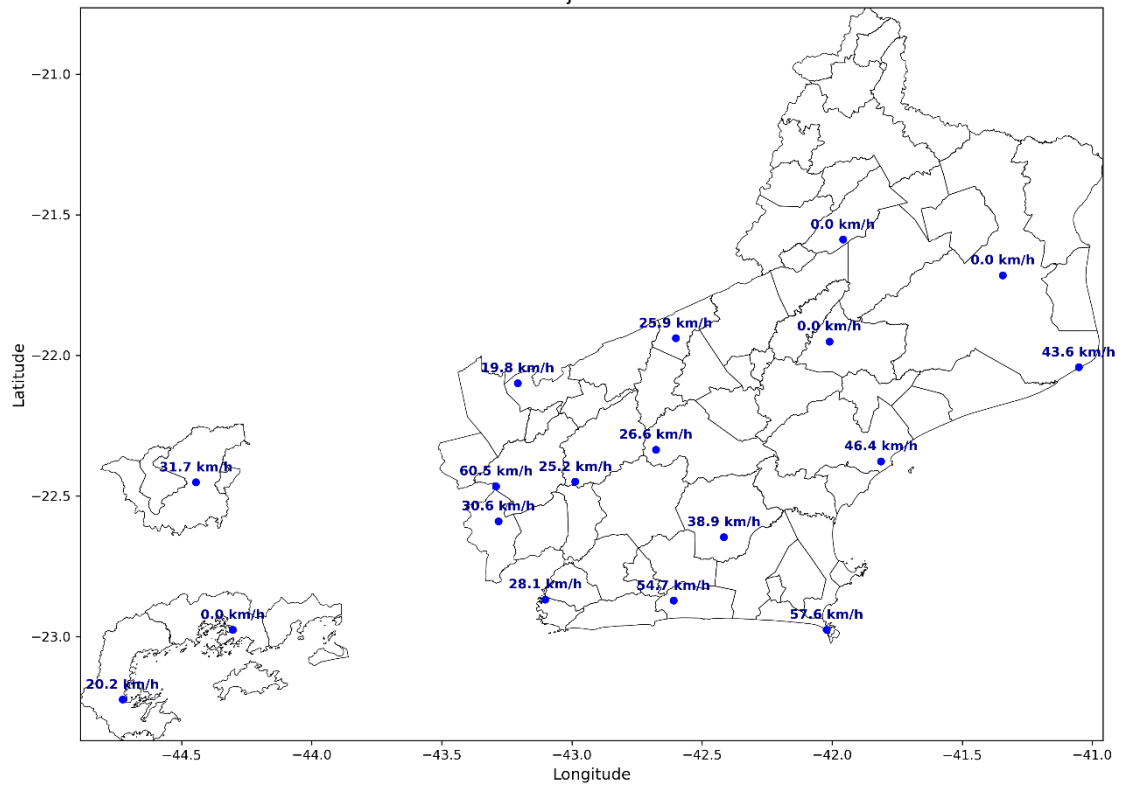 −21.0
−21.5
−22.0
−22.5
−23.0
Latitude
0.0 km/h
0.0 km/h
25.9 km/h
0.0 km/h
43.6 km/h
19.8 km/h
26.6 km/h
46.4 km/h
31.7 km/h
60.5 km/h
25.2 km/h
30.6 km/h
38.9 km/h
28.1 km/h
54.7 km/h
0.0 km/h
57.6 km/h
20.2 km/h
−44.5 −44.0 −43.5 −43.0 −42.5 −42.0 −41.5 −41.0
Longitude